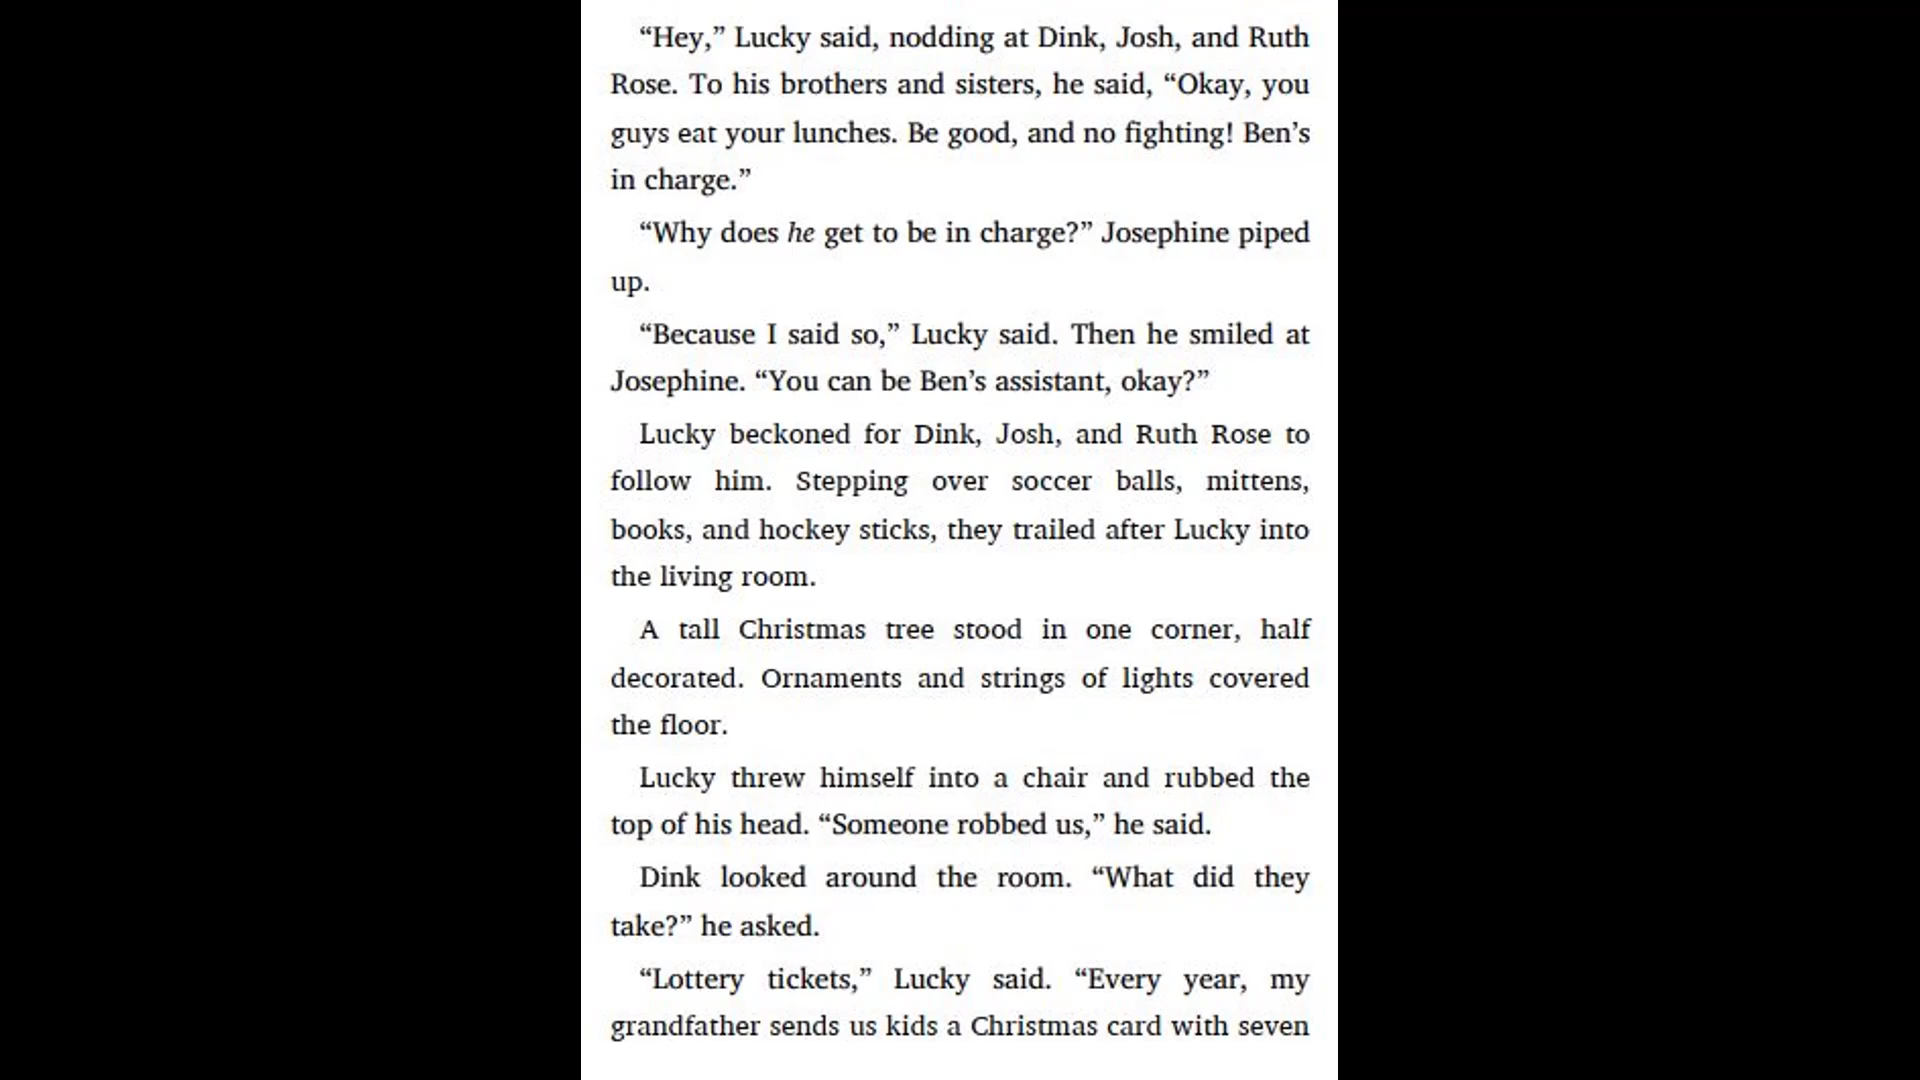 “Hey,” Lucky said, nodding at Dink, Josh, and Ruth
Rose. To his brothers and sisters, he said, “Okay, you
guys eat your lunches. Be good, and no fighting! Ben’s
in charge.”
“Why does he get to be in charge?” Josephine piped
up.
“Because I said so,” Lucky said. Then he smiled at
Josephine. “You can be Ben’s assistant, okay?”
Lucky beckoned for Dink, Josh, and Ruth Rose to
follow him. Stepping over soccer balls, mittens,
books, and hockey sticks, they trailed after Lucky into
the living room.
A tall Christmas tree stood in one corner, half
decorated. Ornaments and strings of lights covered
the floor.
Lucky threw himself into a chair and rubbed the
top of his head. “Someone robbed us,” he said.
Dink looked around the room. “What did they
take?” he asked.
“Lottery tickets,” Lucky said. “Every year, my
grandfather sends us kids a Christmas card with seven